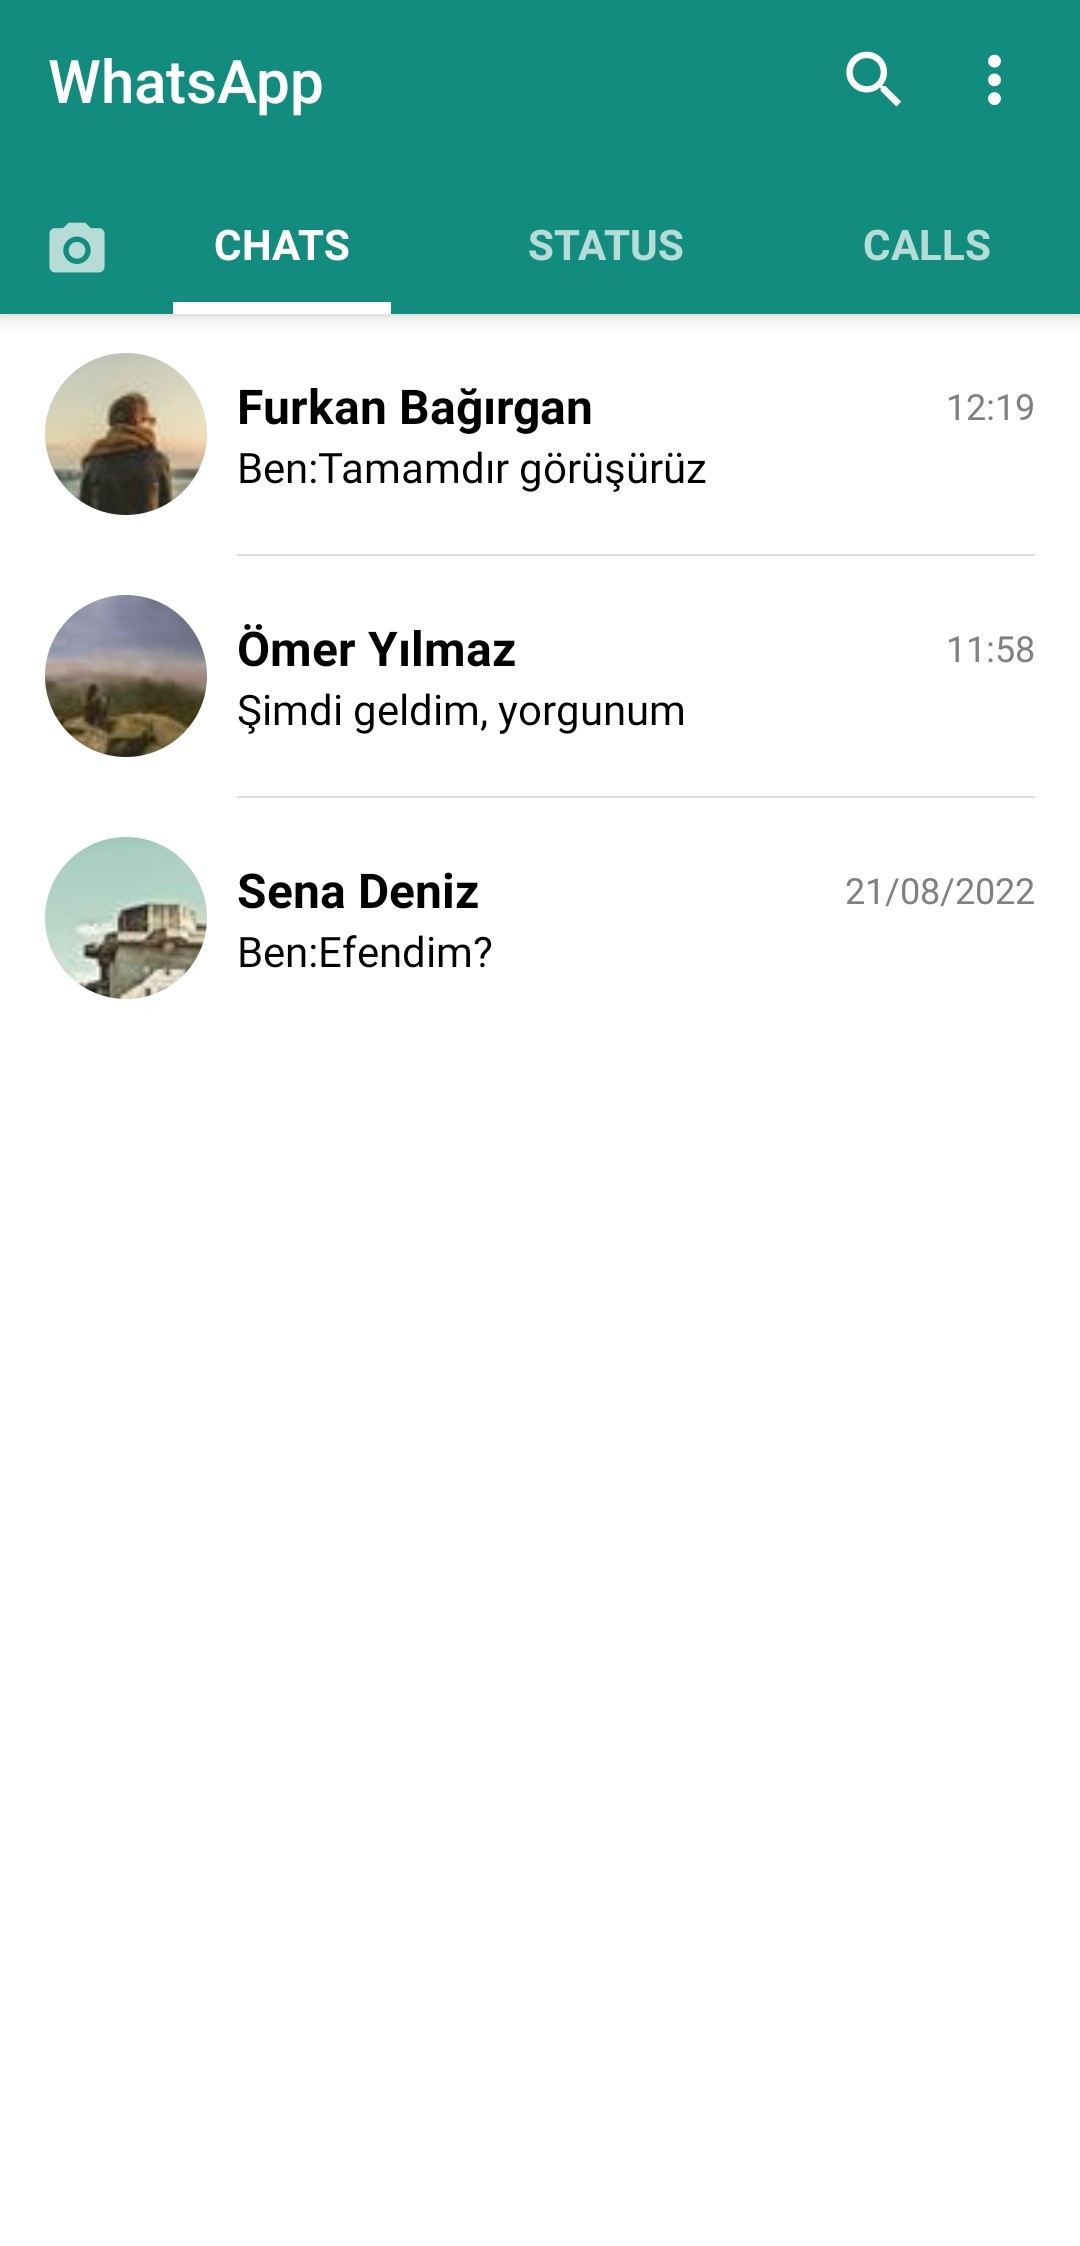 WhatsApp
CHATS STATUS CALLS
Furkan Bağırgan 12:19
Ben:Tamamdır görüşürüz
Ömer Yılmaz 11:58
Şimdi geldim, yorgunum
Sena Deniz 21/08/2022
Ben:Efendim?